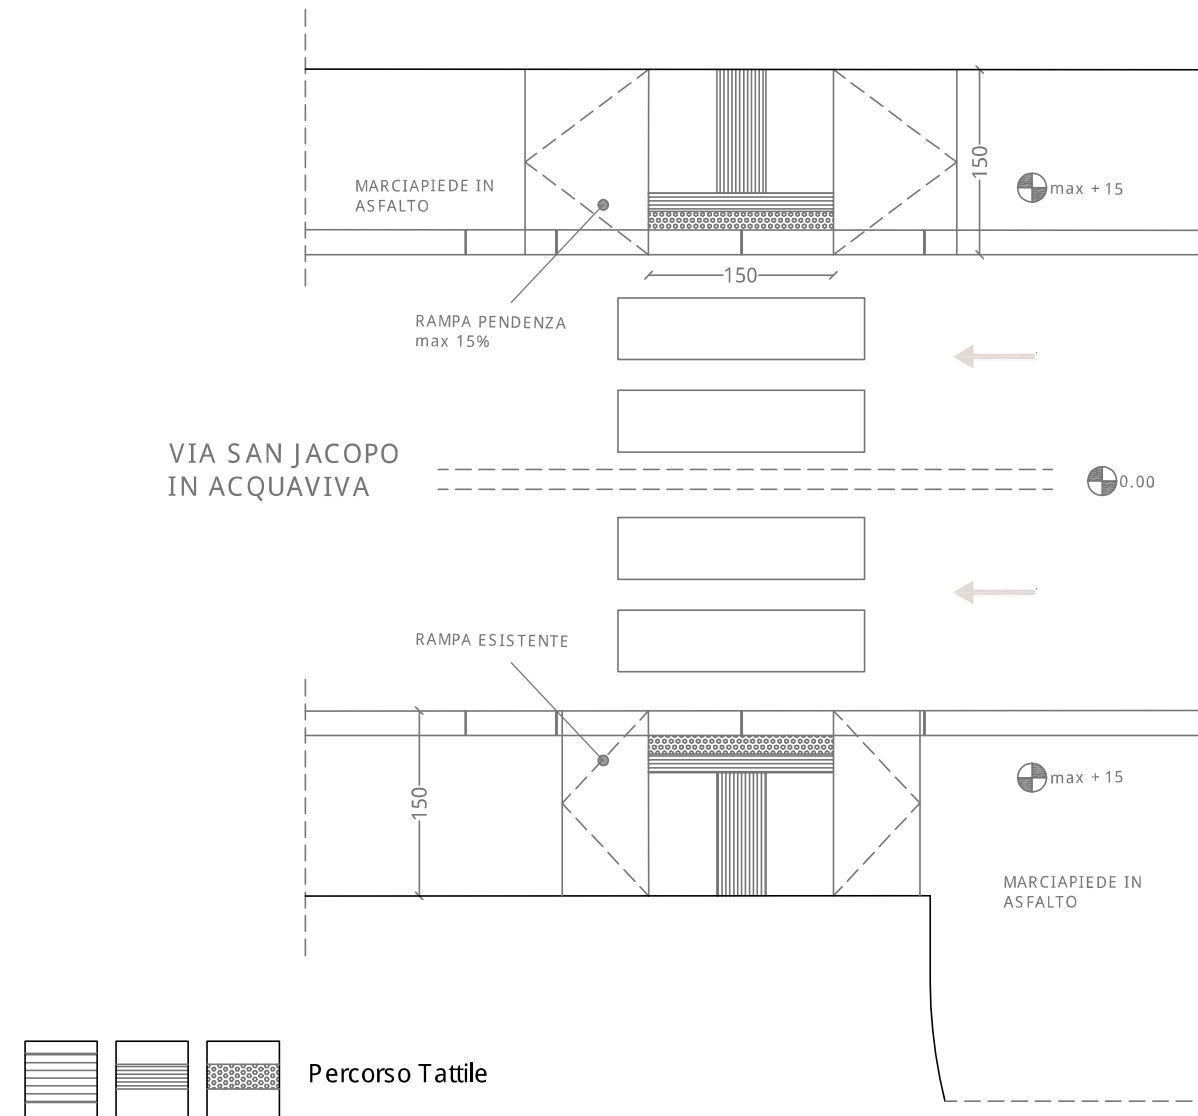 MARCIAPIEDE IN
ASFALTO
150
max +15
150
RAMPA PENDENZA
max 15%
VIA SAN JACOPO
IN ACQUAVIVA
0.00
RAMPA ESISTENTE
150
max +15
MARCIAPIEDE IN
ASFALTO
Percorso Tattile